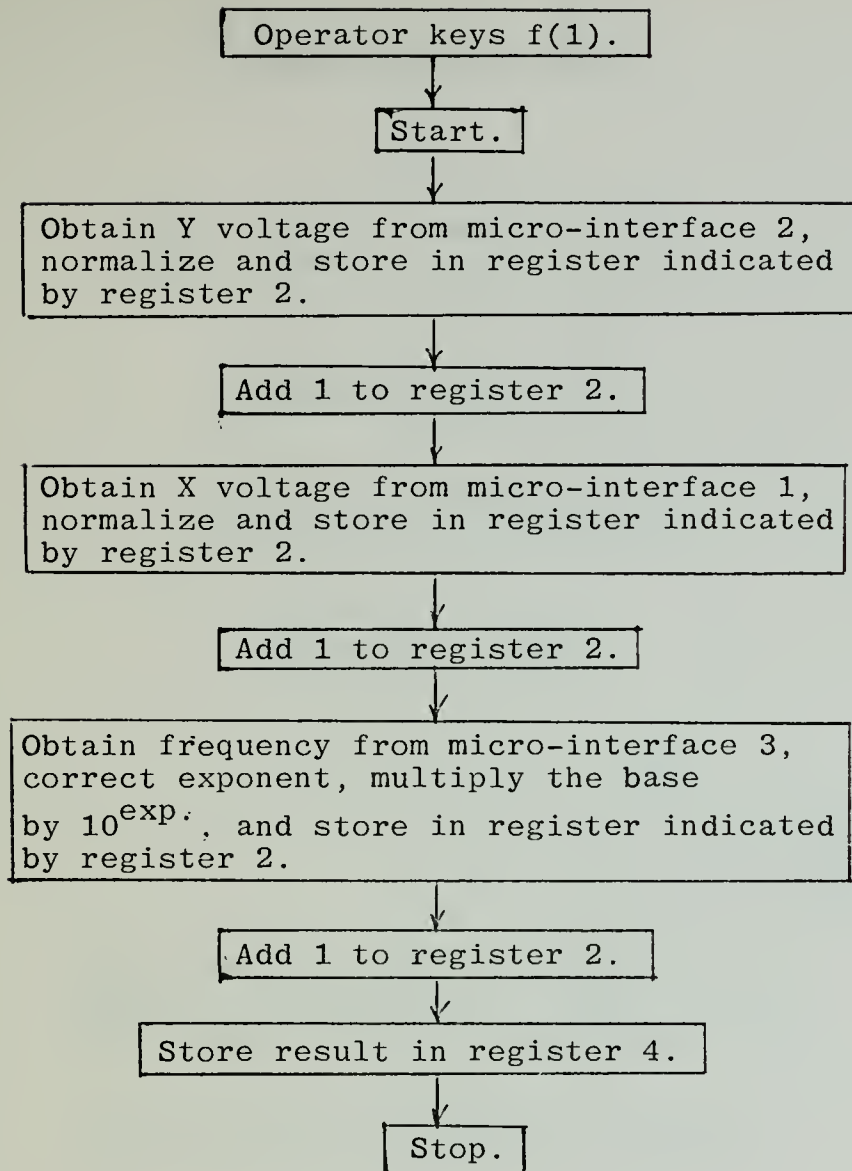 Operator keys f(1).
Start.
Obtain Y voltage from micro-interface 2,
normalize and store in register indicated
by register 2.
Add 1 to register 2.
Obtain X voltage from micro-interface 1,
normalize and store in register indicated
by register 2.
Add 1 to register 2.
Obtain frequency from micro-interface 3,
correct exponent, multiply the base
by 10^exp., and store in register indicated
by register 2.
Add 1 to register 2.
Store result in register 4.
Stop.